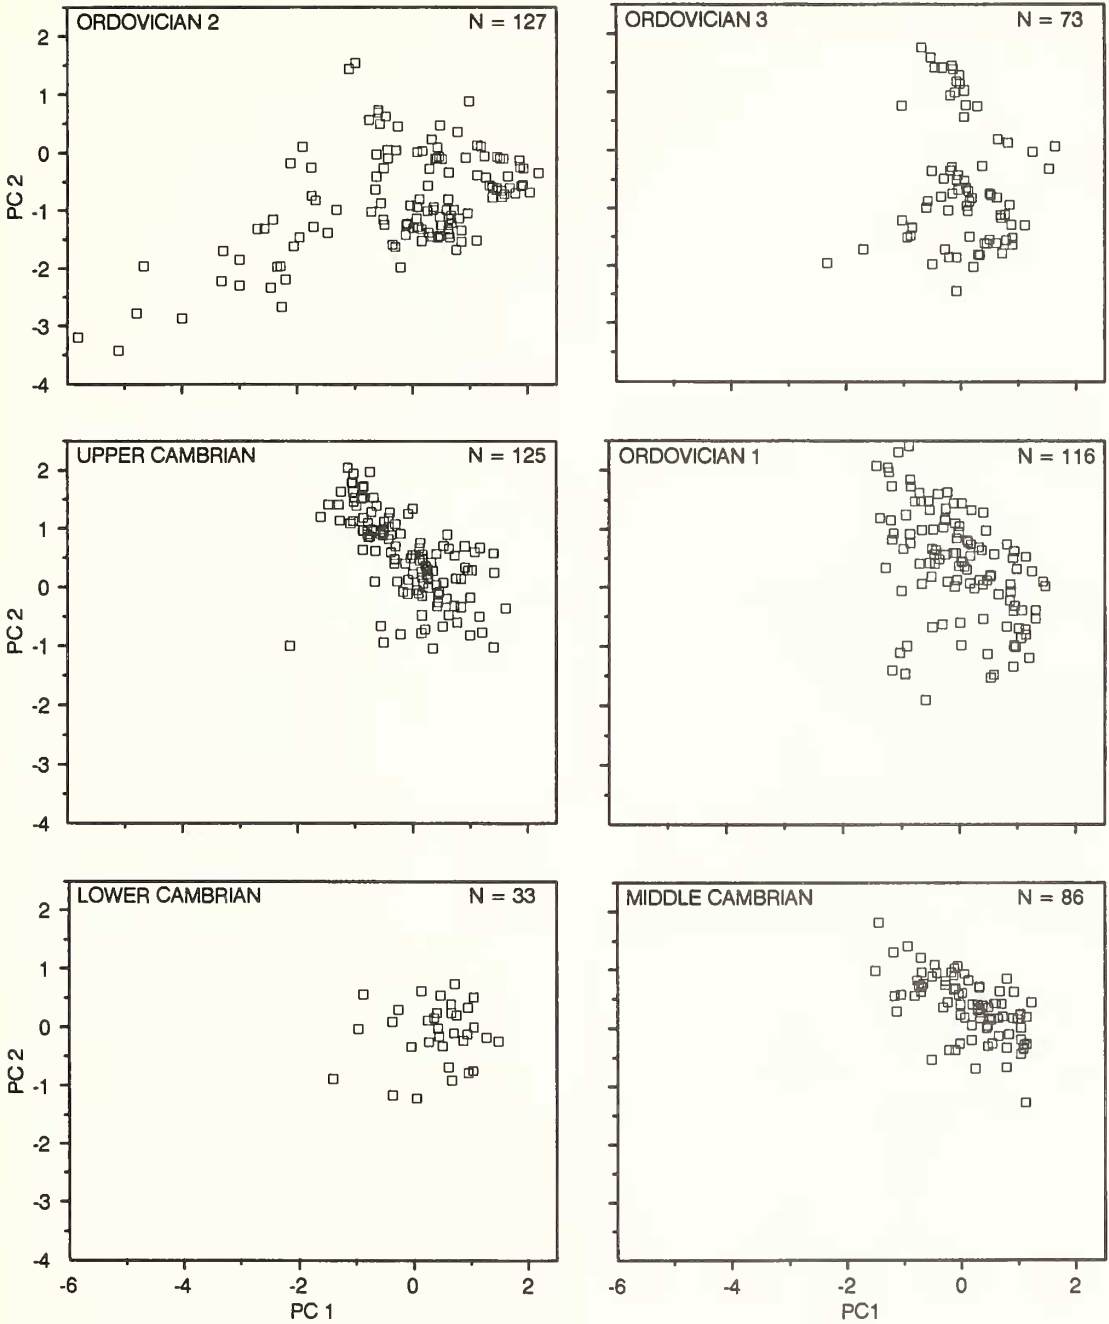 ORDOVICIAN 2 N = 127
ORDOVICIAN 3 N = 73
2
1
0
-1
-2
-3
-4
PC 2
UPPER CAMBRIAN N = 125
ORDOVICIAN 1 N = 116
2
1
0
-1
-2
-3
-4
PC 2
LOWER CAMBRIAN N = 33
MIDDLE CAMBRIAN N = 86
2
1
0
-1
-2
-3
-4
PC 2
-6 -4 -2 0 2
PC 1
-6 -4 -2 0 2
PC1